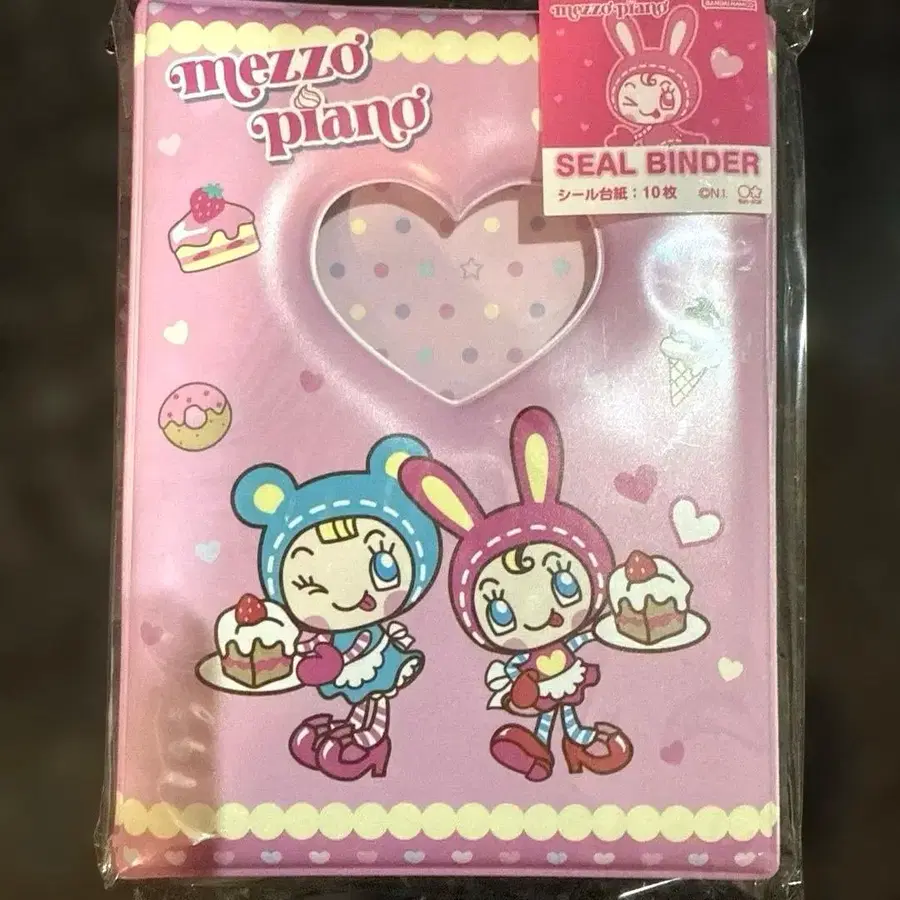 mezzo
piano
mezzo piano
BANDAI NAMCO
SEAL BINDER
シール台紙：10枚 ©N.I.